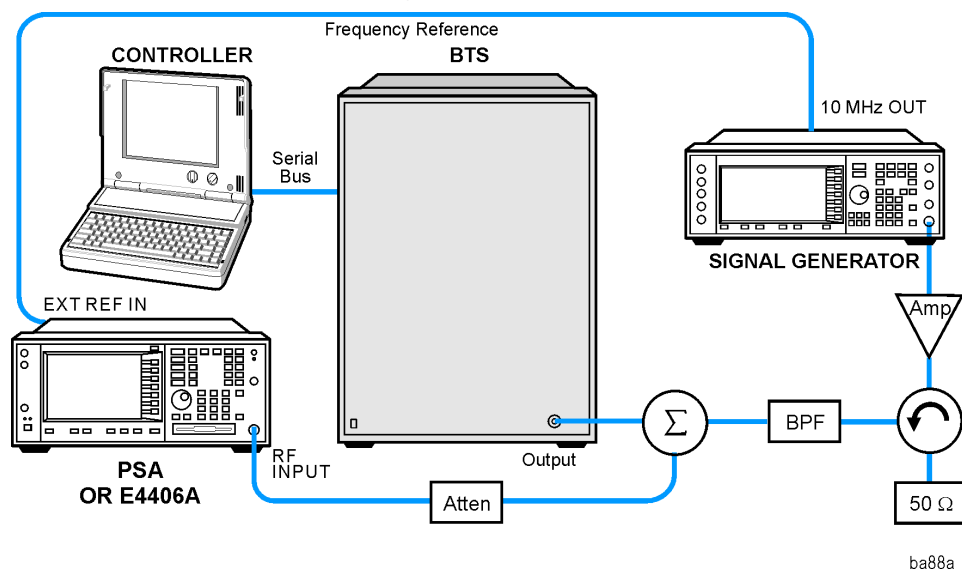 Frequency Reference
CONTROLLER
BTS
10 MHz OUT
Serial
Bus
SIGNAL GENERATOR
EXT REF IN
Amp
Σ
BPF
RF
INPUT
Output
PSA
OR E4406A
Atten
50 Ω
ba88a